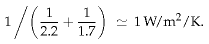 1 / ( 1/2.2 + 1/1.7 ) ≃ 1 W/m²/K.